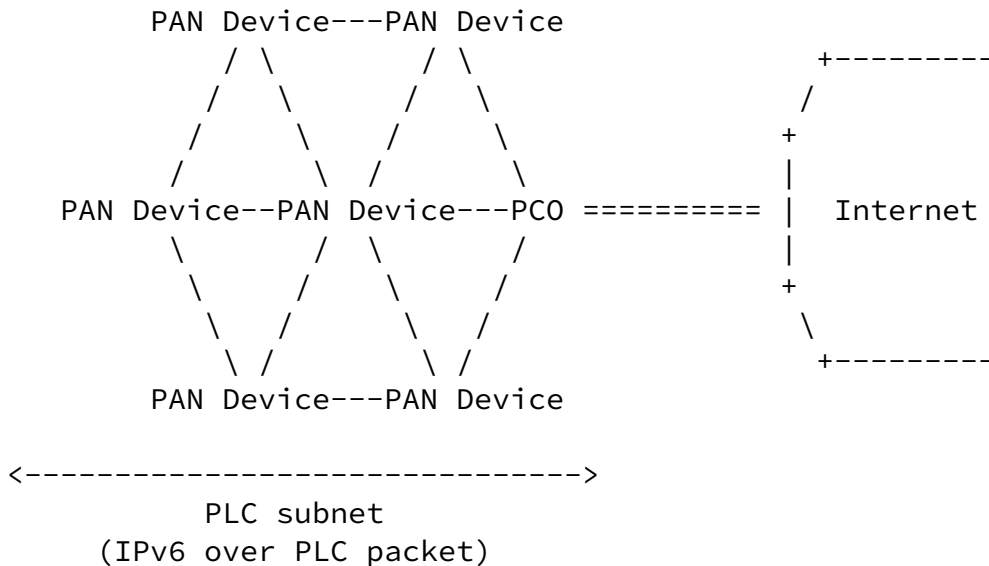 PAN Device---PAN Device
PAN Device--PAN Device---PCO ========== | Internet
PAN Device---PAN Device
<------------------------------->
PLC subnet
(IPv6 over PLC packet)